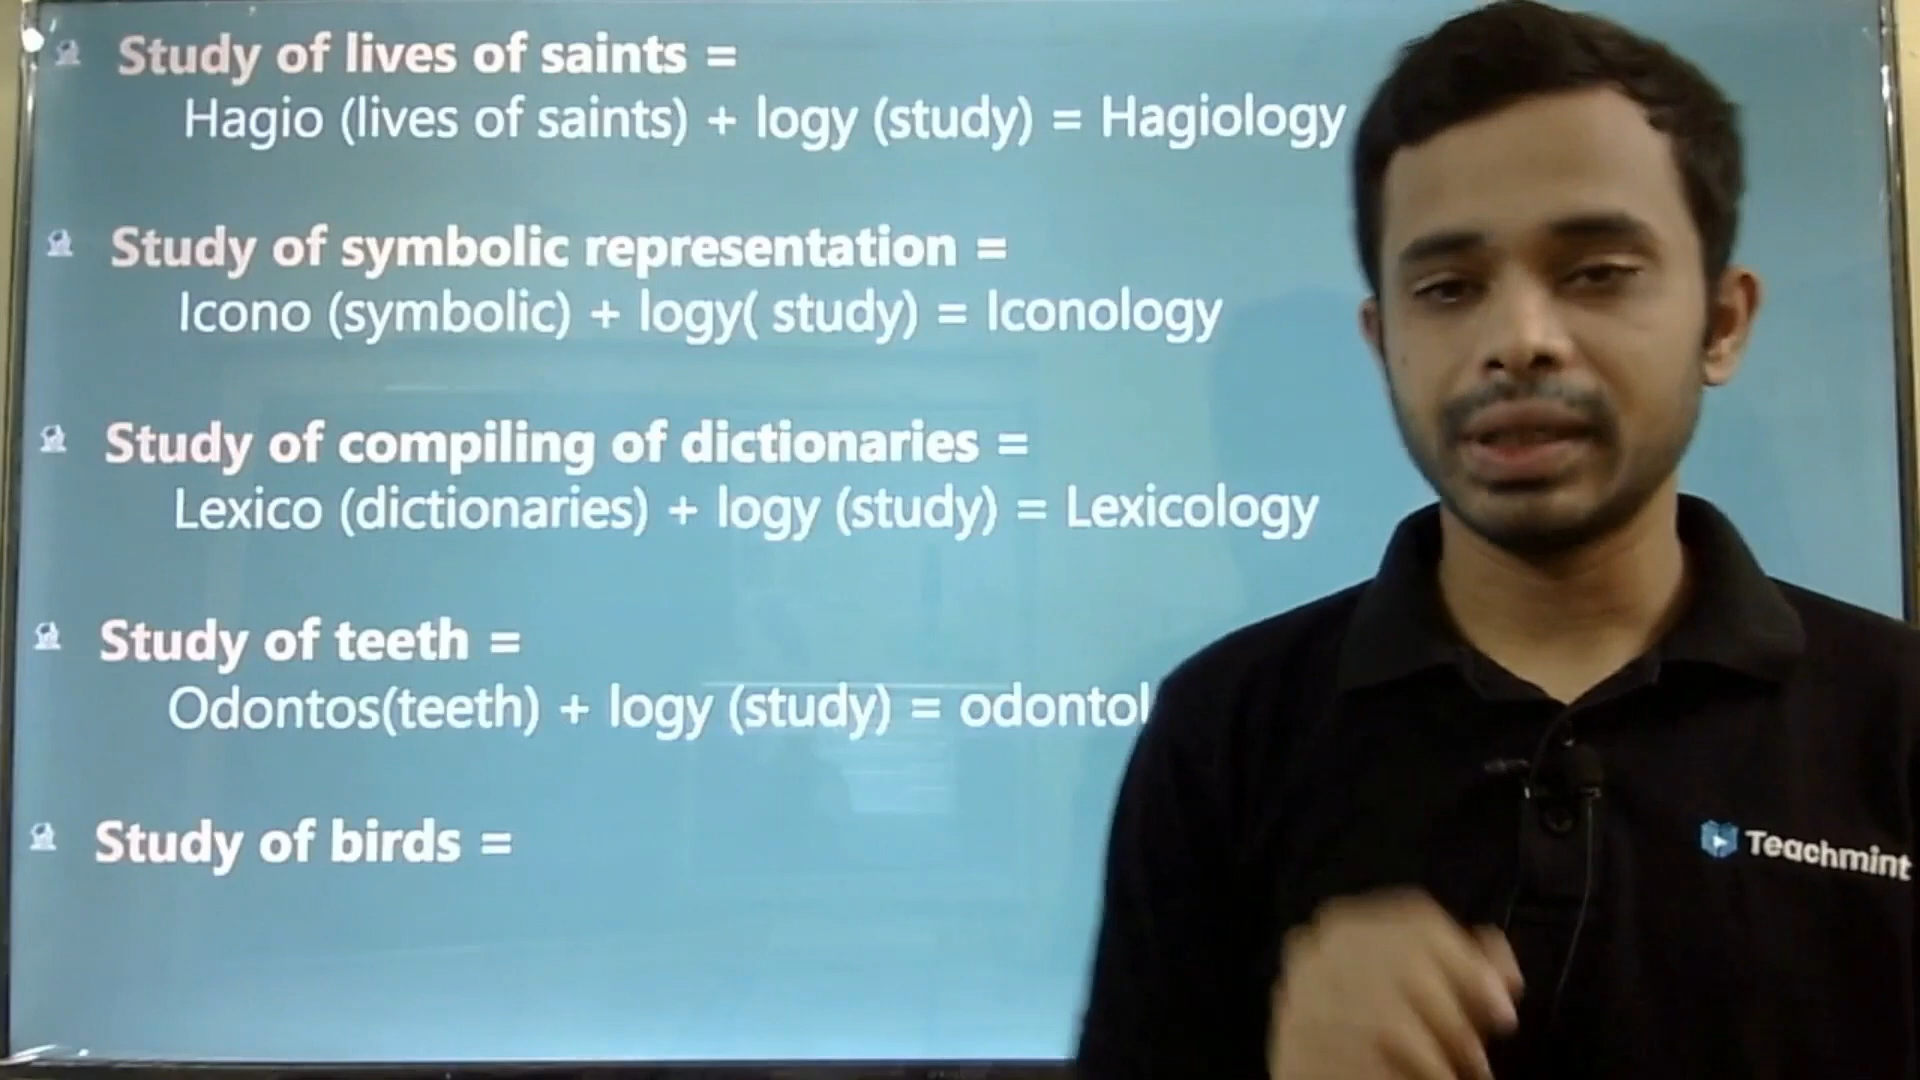 Study of lives of saints =
Hagio (lives of saints) + logy (study) = Hagiology
Study of symbolic representation =
Icono (symbolic) + logy( study) = Iconology
Study of compiling of dictionaries =
Lexico (dictionaries) + logy (study) = Lexicology
Study of teeth =
Odontos(teeth) + logy (study) = odontol
Study of birds =
Teachmint